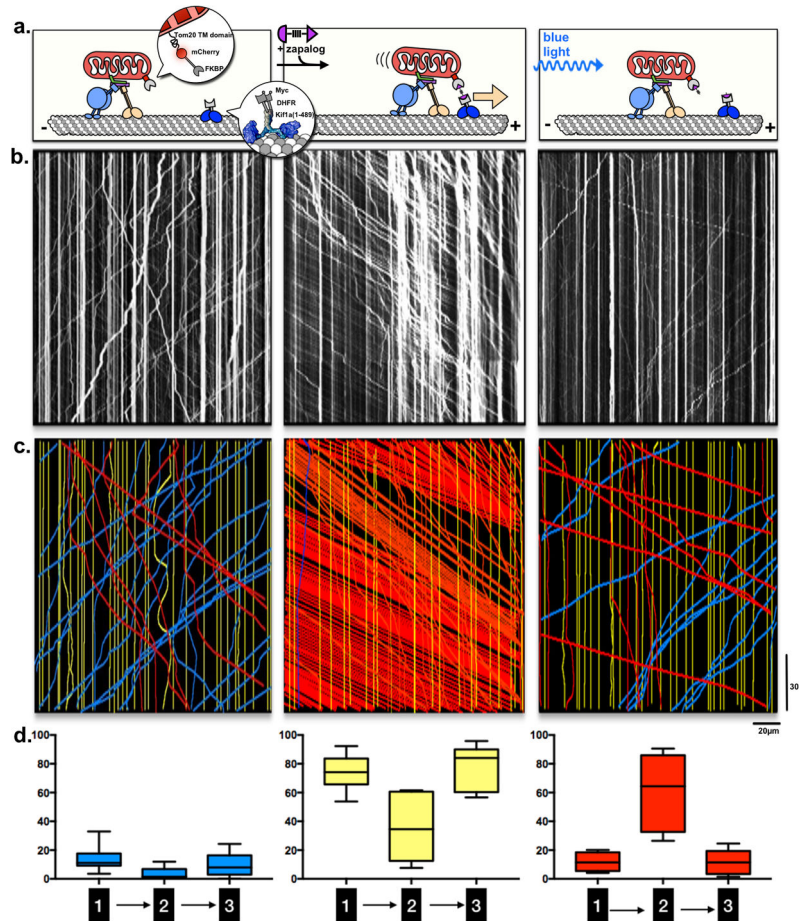 a.
Tom20 TM domain
mCherry
FKBP
Myc
DHFR
Kif1a(1-489)
-
+ zapalog
+
blue
light
-
+
b.
c.
30
20µm
d.
100
80
60
40
20
0
1
2
3
100
80
60
40
20
0
1
2
3
100
80
60
40
20
0
1
2
3